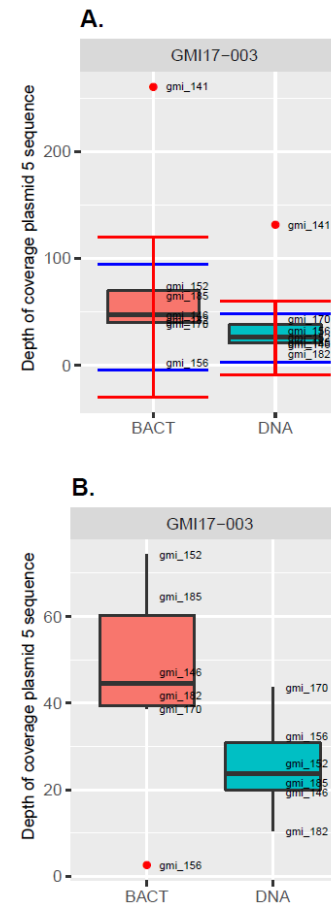 A.
GMI17-003
Depth of coverage plasmid 5 sequence
200
100
0
gmi_141
gmi_152
gmi_185
gmi_170
gmi_156
gmi_141
gmi_170
gmi_156
gmi_182
BACT
DNA
B.
GMI17-003
Depth of coverage plasmid 5 sequence
60
40
20
0
gmi_152
gmi_185
gmi_146
gmi_182
gmi_170
gmi_156
gmi_170
gmi_156
gmi_152
gmi_185
gmi_146
gmi_182
BACT
DNA